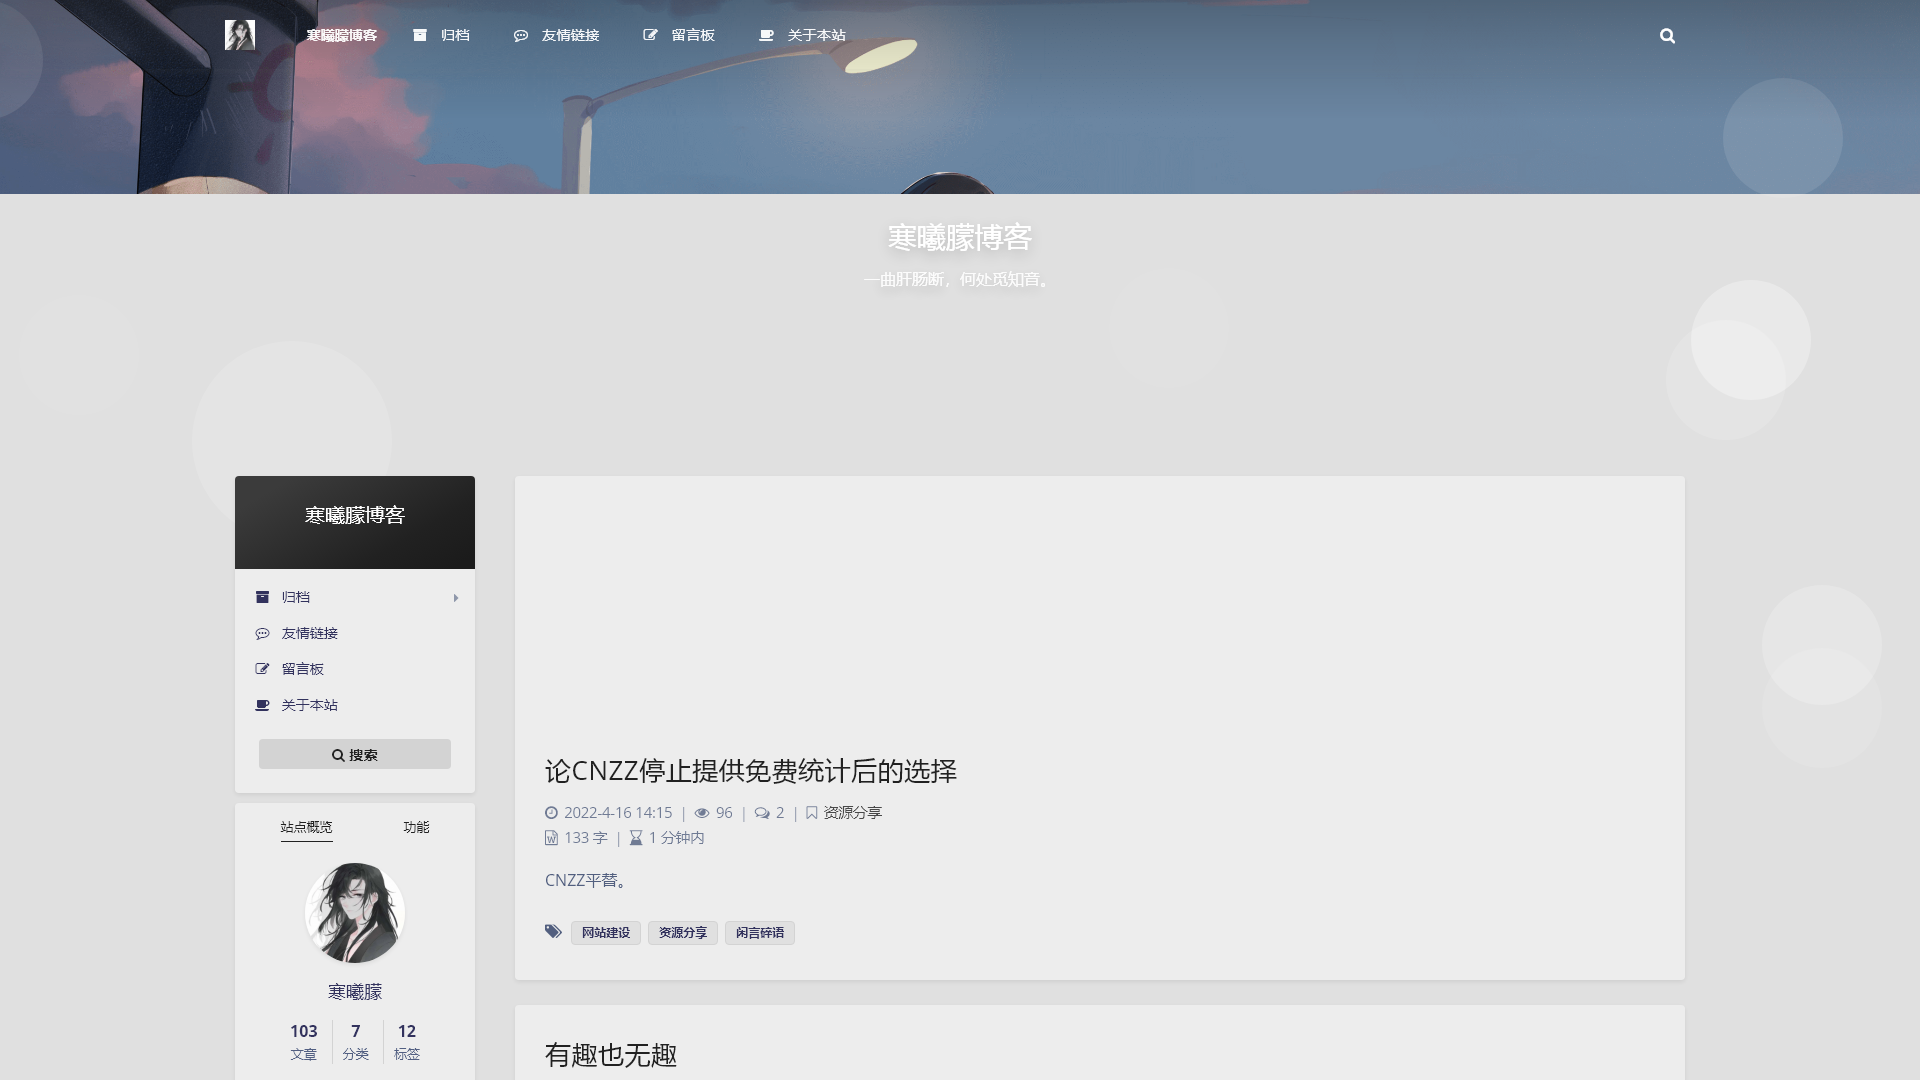 寒曦朦博客 归档 友情链接 留言板 关于本站
寒曦朦博客
一曲肝肠断，何处觅知音。
寒曦朦博客
归档
友情链接
留言板
关于本站
搜索
站点概览 功能
寒曦朦
103 7 12
文章 分类 标签
论CNZZ停止提供免费统计后的选择
2022-4-16 14:15 | 96 | 2 | 资源分享
133 字 | 1 分钟内
CNZZ平替。
网站建设 资源分享 闲言碎语
有趣也无趣